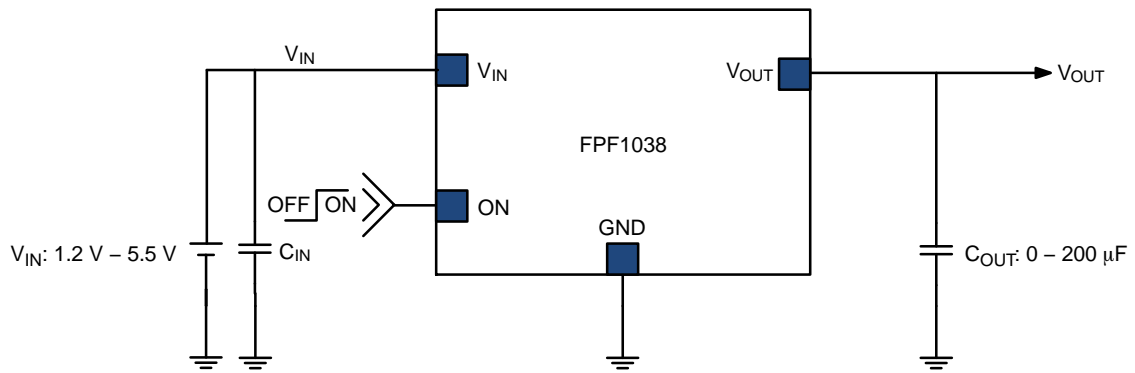 VIN
VIN
VOUT
VOUT
FPF1038
OFF ON
ON
GND
VIN: 1.2 V – 5.5 V
CIN
COUT: 0 – 200 μF